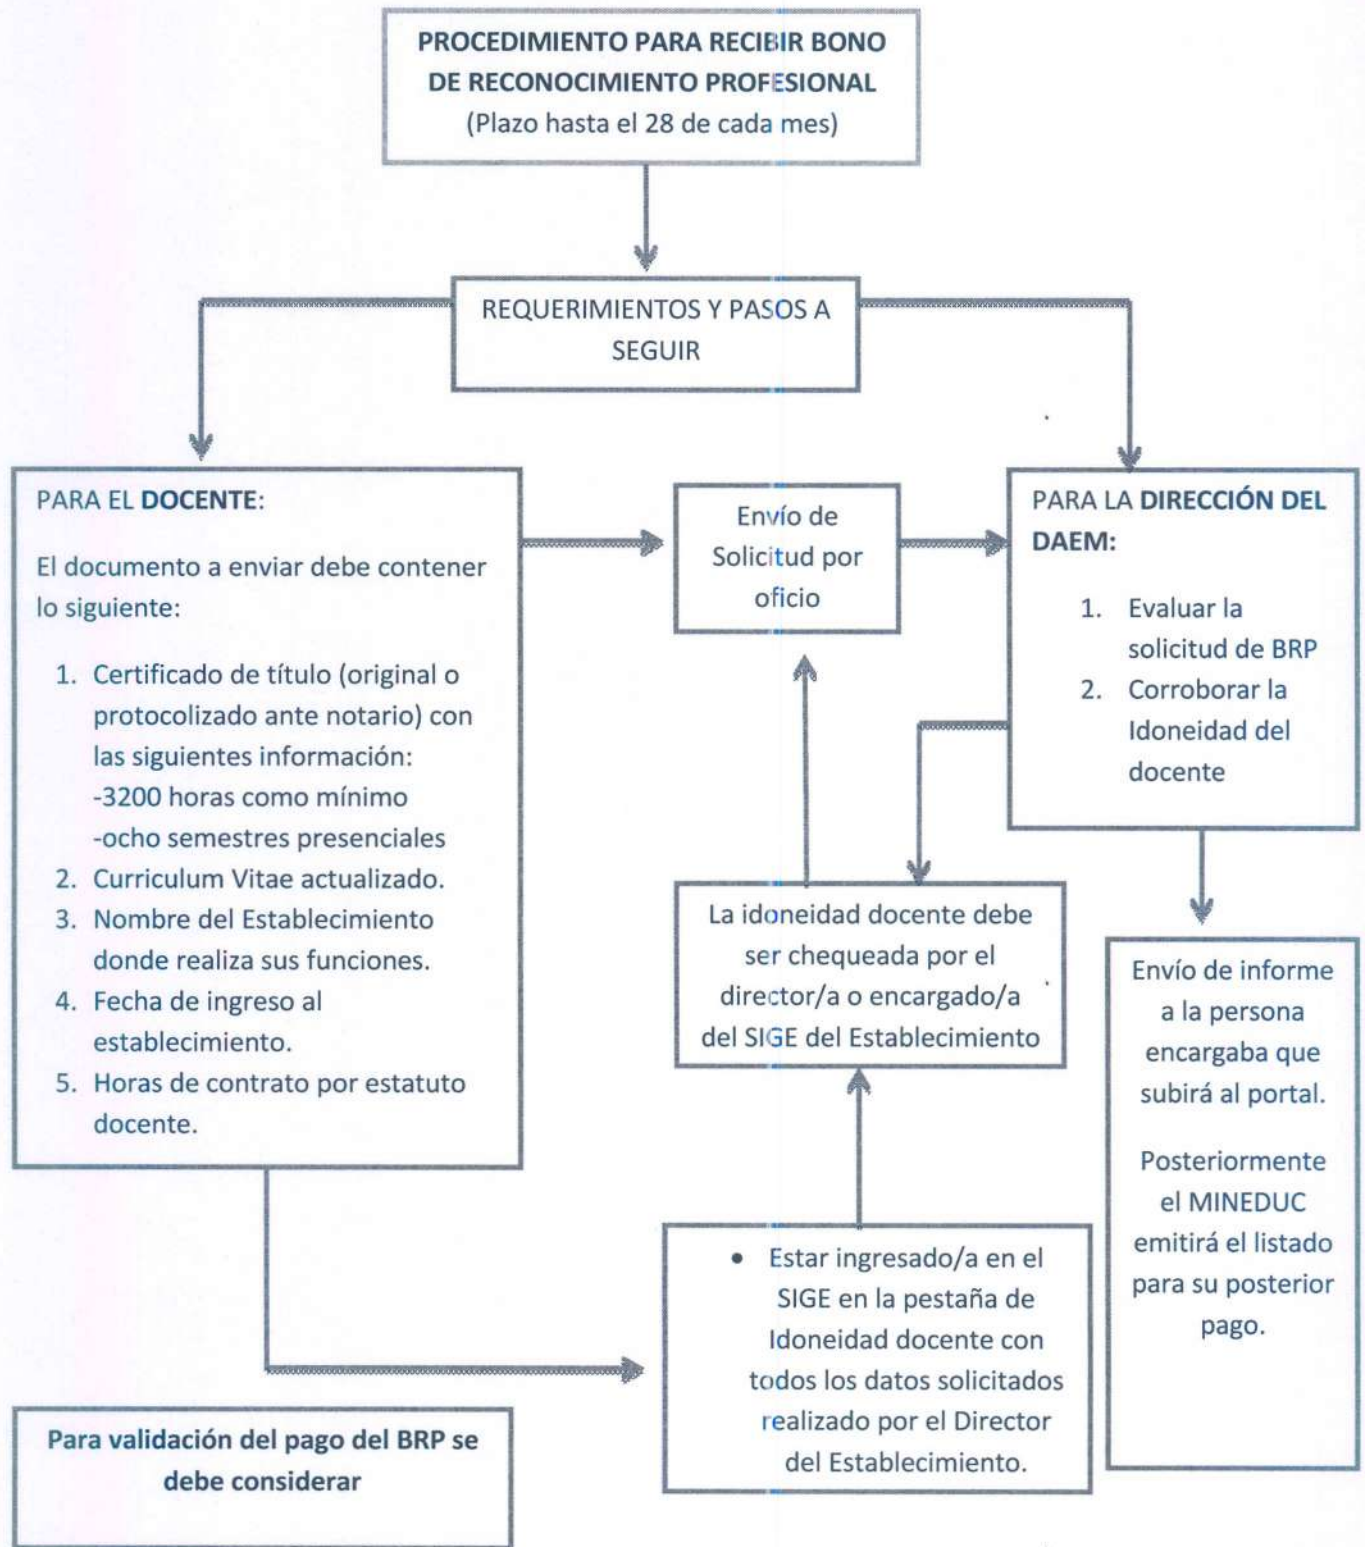 PROCEDIMIENTO PARA RECIBIR BONO
DE RECONOCIMIENTO PROFESIONAL
(Plazo hasta el 28 de cada mes)
REQUERIMIENTOS Y PASOS A
SEGUIR
PARA EL DOCENTE:
El documento a enviar debe contener
lo siguiente:
1. Certificado de título (original o
protocolizado ante notario) con
las siguientes información:
-3200 horas como mínimo
-ocho semestres presenciales
2. Curriculum Vitae actualizado.
3. Nombre del Establecimiento
donde realiza sus funciones.
4. Fecha de ingreso al
establecimiento.
5. Horas de contrato por estatuto
docente.
Envío de
Solicitud por
oficio
PARA LA DIRECCIÓN DEL
DAEM:
1. Evaluar la
solicitud de BRP
2. Corroborar la
Idoneidad del
docente
La idoneidad docente debe
ser chequeada por el
director/a o encargado/a
del SIGE del Establecimiento
Envío de informe
a la persona
encargaba que
subirá al portal.
Posteriormente
el MINEDUC
emitirá el listado
para su posterior
pago.
• Estar ingresado/a en el
SIGE en la pestaña de
Idoneidad docente con
todos los datos solicitados
realizado por el Director
del Establecimiento.
Para validación del pago del BRP se
debe considerar